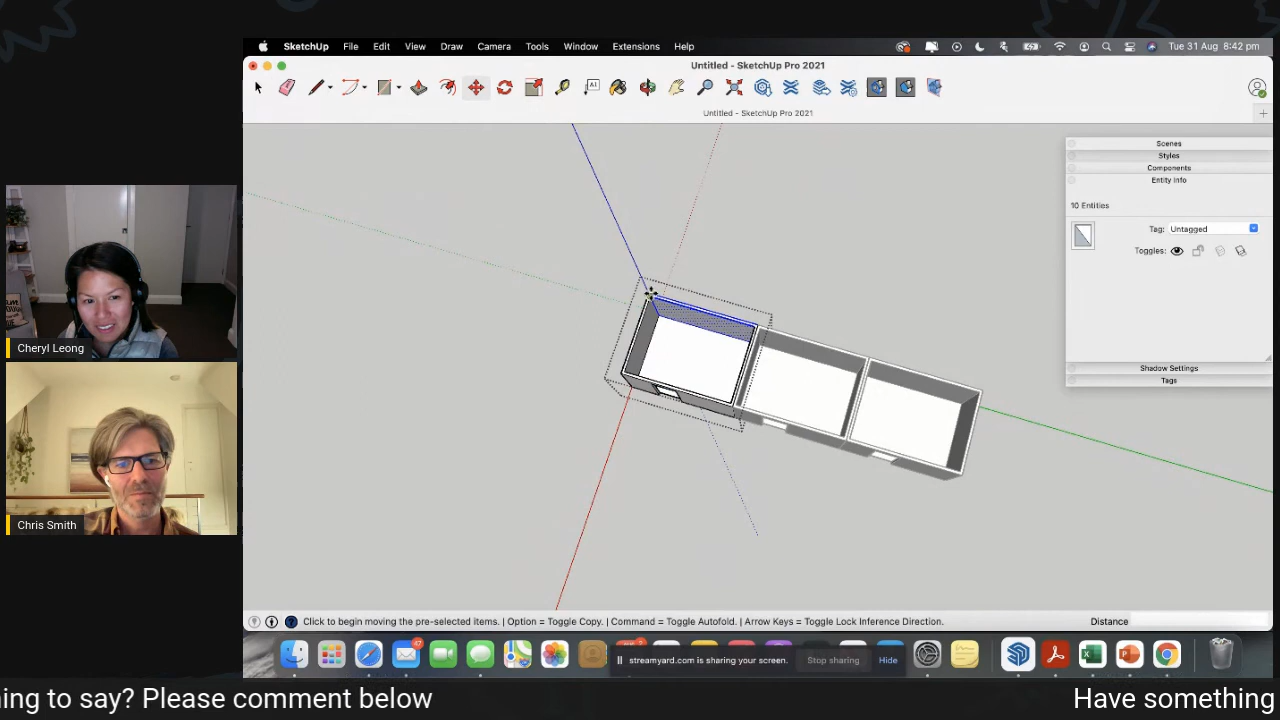 SketchUp File Edit View Draw Camera Tools Window Extensions Help
Tue 31 Aug 8:42 pm
Untitled - SketchUp Pro 2021
Untitled - SketchUp Pro 2021
Scenes
Styles
Components
Entity Info
10 Entities
Tag: Untagged
Toggles:
Shadow Settings
Tags
Cheryl Leong
Chris Smith
Click to begin moving the pre-selected items. | Option = Toggle Copy. | Command = Toggle Autofold. | Arrow Keys = Toggle Lock Inference Direction.
Distance
streamyard.com is sharing your screen.
Stop sharing
Hide
ning to say? Please comment below
Have something